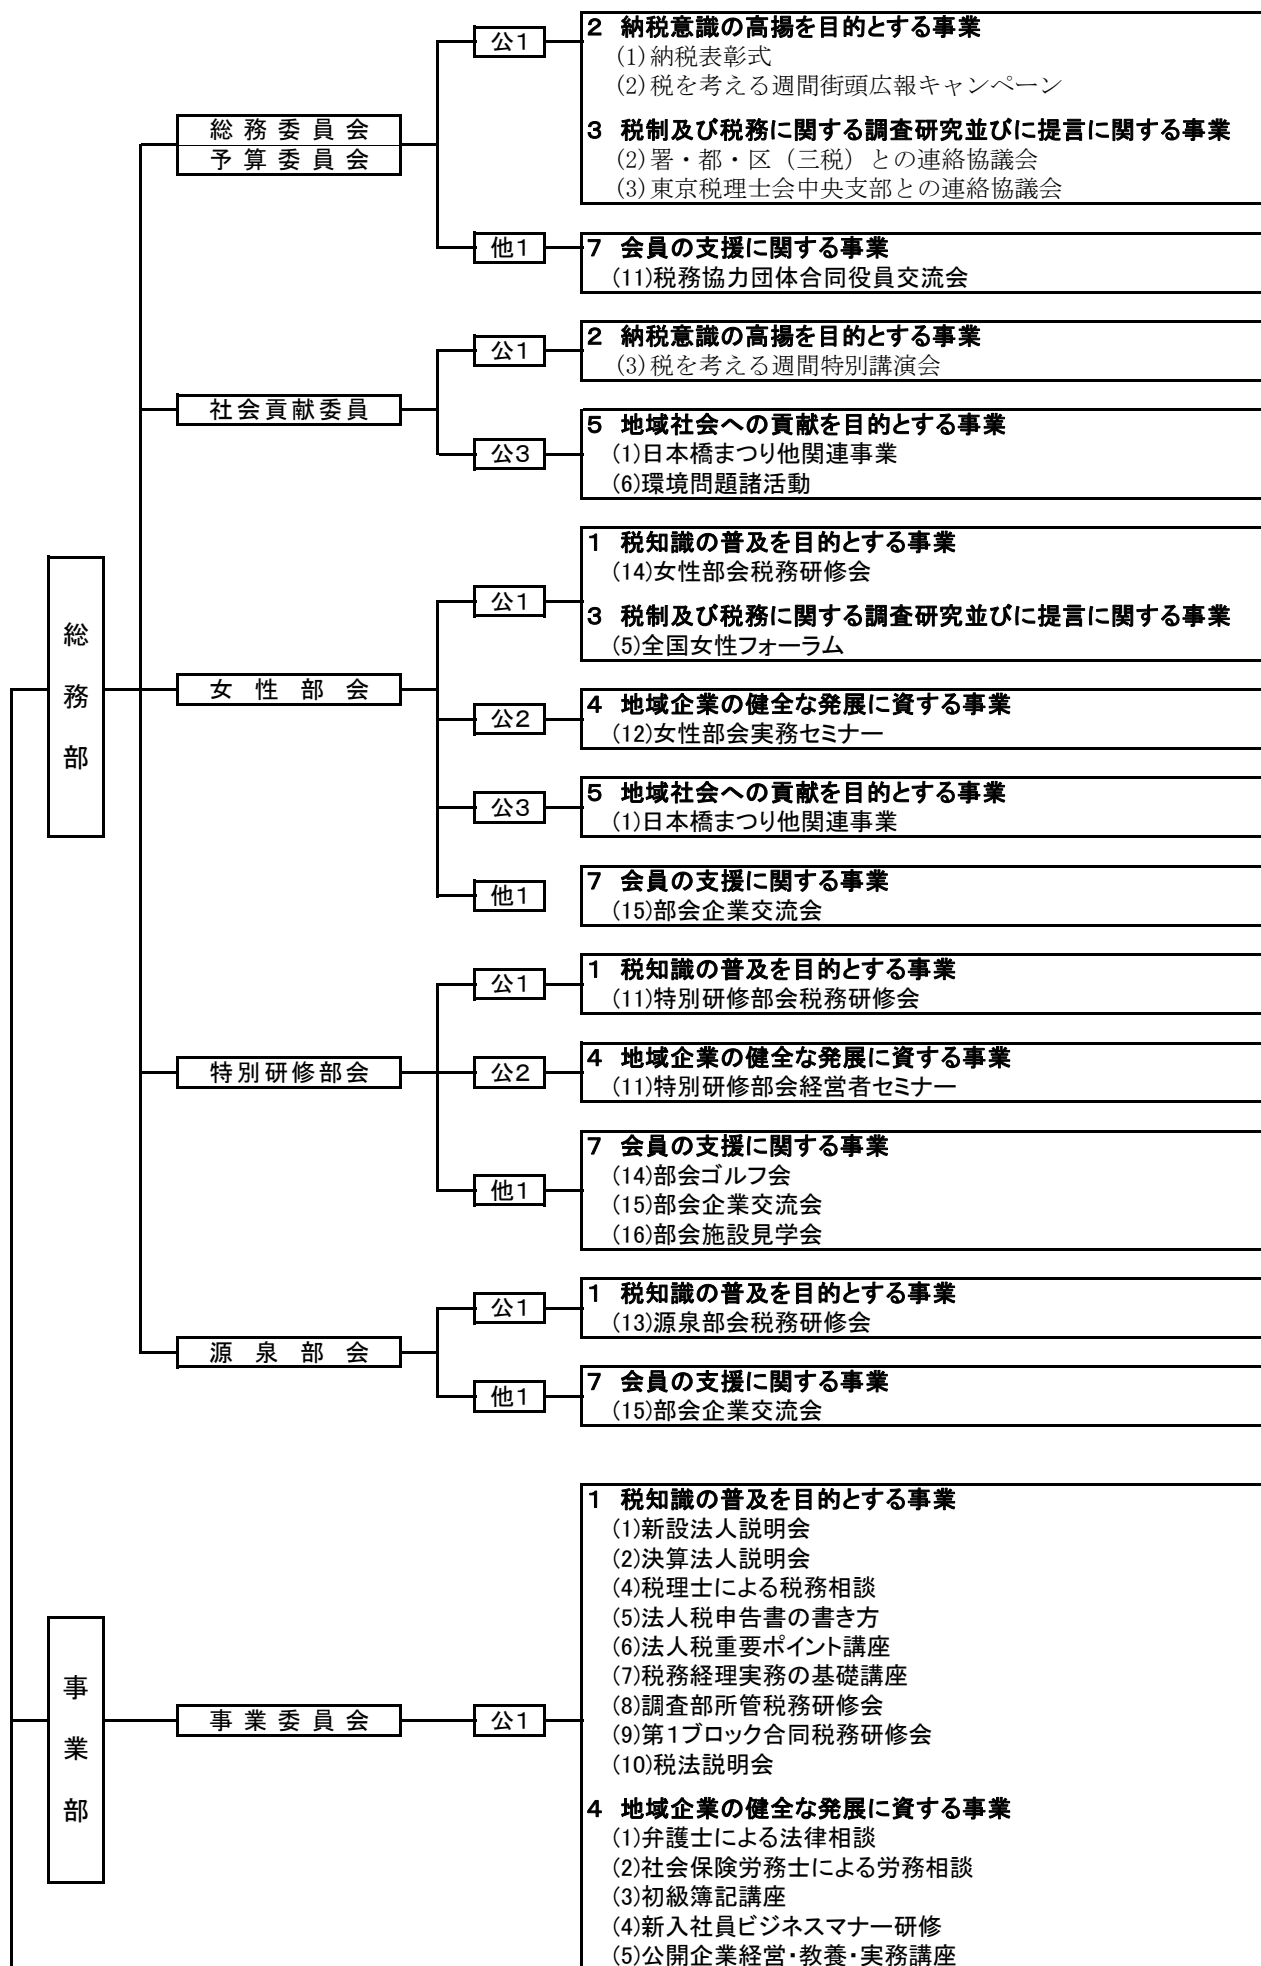 総務部
総務委員会
予算委員会
公1
2 納税意識の高揚を目的とする事業
(1)納税表彰式
(2)税を考える週間街頭広報キャンペーン
3 税制及び税務に関する調査研究並びに提言に関する事業
(2)署・都・区（三税）との連絡協議会
(3)東京税理士会中央支部との連絡協議会
他1
7 会員の支援に関する事業
(11)税務協力団体合同役員交流会
社会貢献委員
公1
2 納税意識の高揚を目的とする事業
(3)税を考える週間特別講演会
公3
5 地域社会への貢献を目的とする事業
(1)日本橋まつり他関連事業
(6)環境問題諸活動
女性部会
公1
1 税知識の普及を目的とする事業
(14)女性部会税務研修会
3 税制及び税務に関する調査研究並びに提言に関する事業
(5)全国女性フォーラム
公2
4 地域企業の健全な発展に資する事業
(12)女性部会実務セミナー
公3
5 地域社会への貢献を目的とする事業
(1)日本橋まつり他関連事業
他1
7 会員の支援に関する事業
(15)部会企業交流会
特別研修部会
公1
1 税知識の普及を目的とする事業
(11)特別研修部会税務研修会
公2
4 地域企業の健全な発展に資する事業
(11)特別研修部会経営者セミナー
他1
7 会員の支援に関する事業
(14)部会ゴルフ会
(15)部会企業交流会
(16)部会施設見学会
源泉部会
公1
1 税知識の普及を目的とする事業
(13)源泉部会税務研修会
他1
7 会員の支援に関する事業
(15)部会企業交流会
事業部
事業委員会
公1
1 税知識の普及を目的とする事業
(1)新設法人説明会
(2)決算法人説明会
(4)税理士による税務相談
(5)法人税申告書の書き方
(6)法人税重要ポイント講座
(7)税務経理実務の基礎講座
(8)調査部所管税務研修会
(9)第1ブロック合同税務研修会
(10)税法説明会
4 地域企業の健全な発展に資する事業
(1)弁護士による法律相談
(2)社会保険労務士による労務相談
(3)初級簿記講座
(4)新入社員ビジネスマナー研修
(5)公開企業経営・教養・実務講座